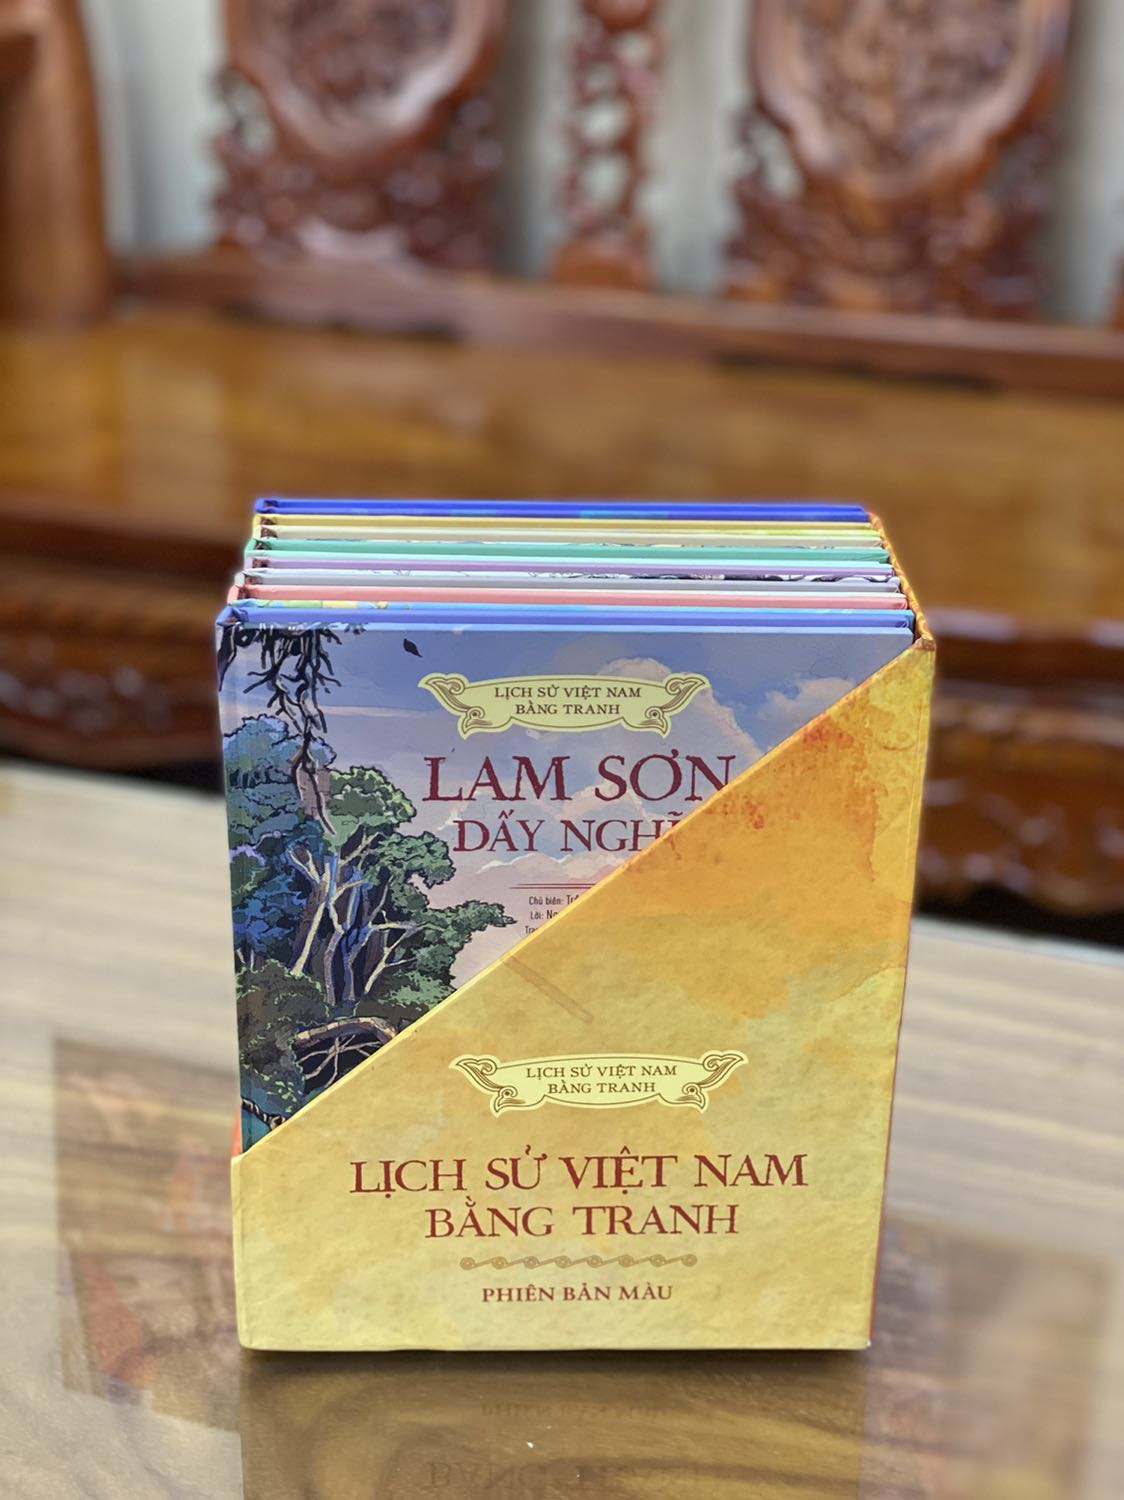 LỊCH SỬ VIỆT NAM
BẰNG TRANH
LAM SƠN
DẤY
Chủ biên:
Lời:
LỊCH SỬ VIỆT NAM
BẰNG TRANH
LỊCH SỬ VIỆT NAM
BẰNG TRANH
PHIÊN BẢN MÀU